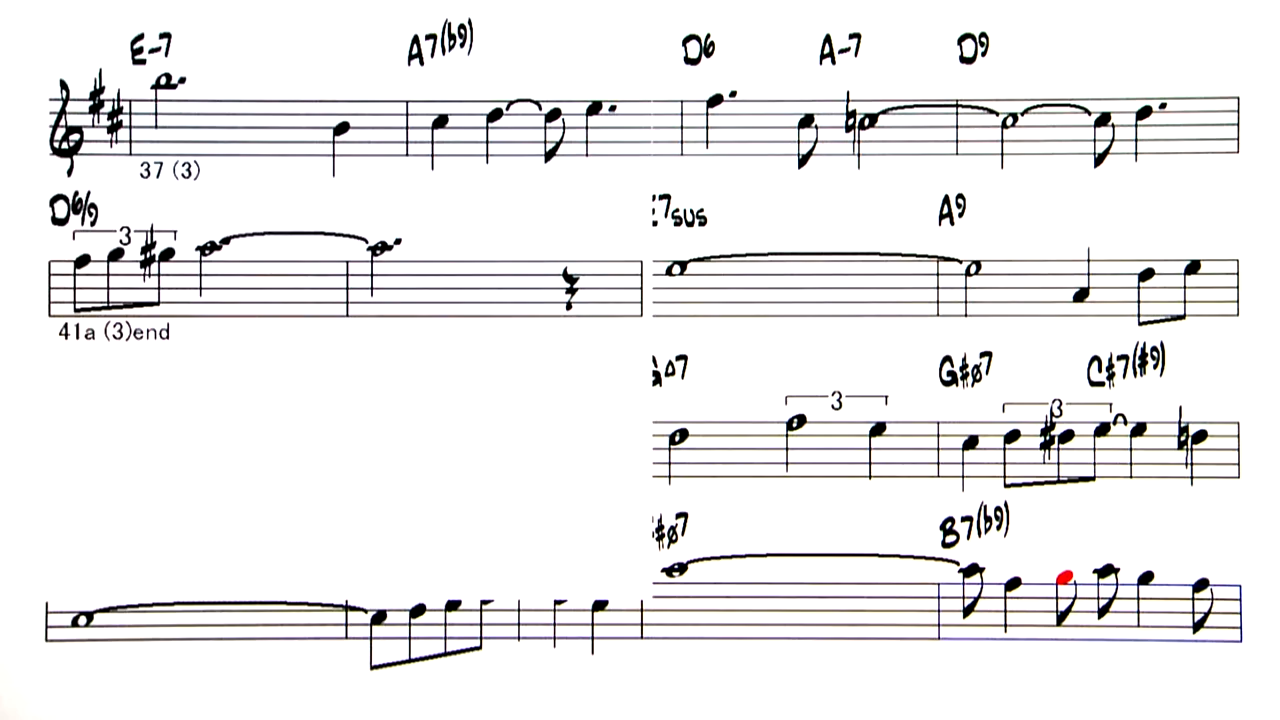 E-7 A7(b9) D6 A-7 D9
37 (3)
D6/9 7sus A9
3
41a (3)end
Δ7 G#ø7 C#7(#9)
3 3
#ø7 B7(b9)